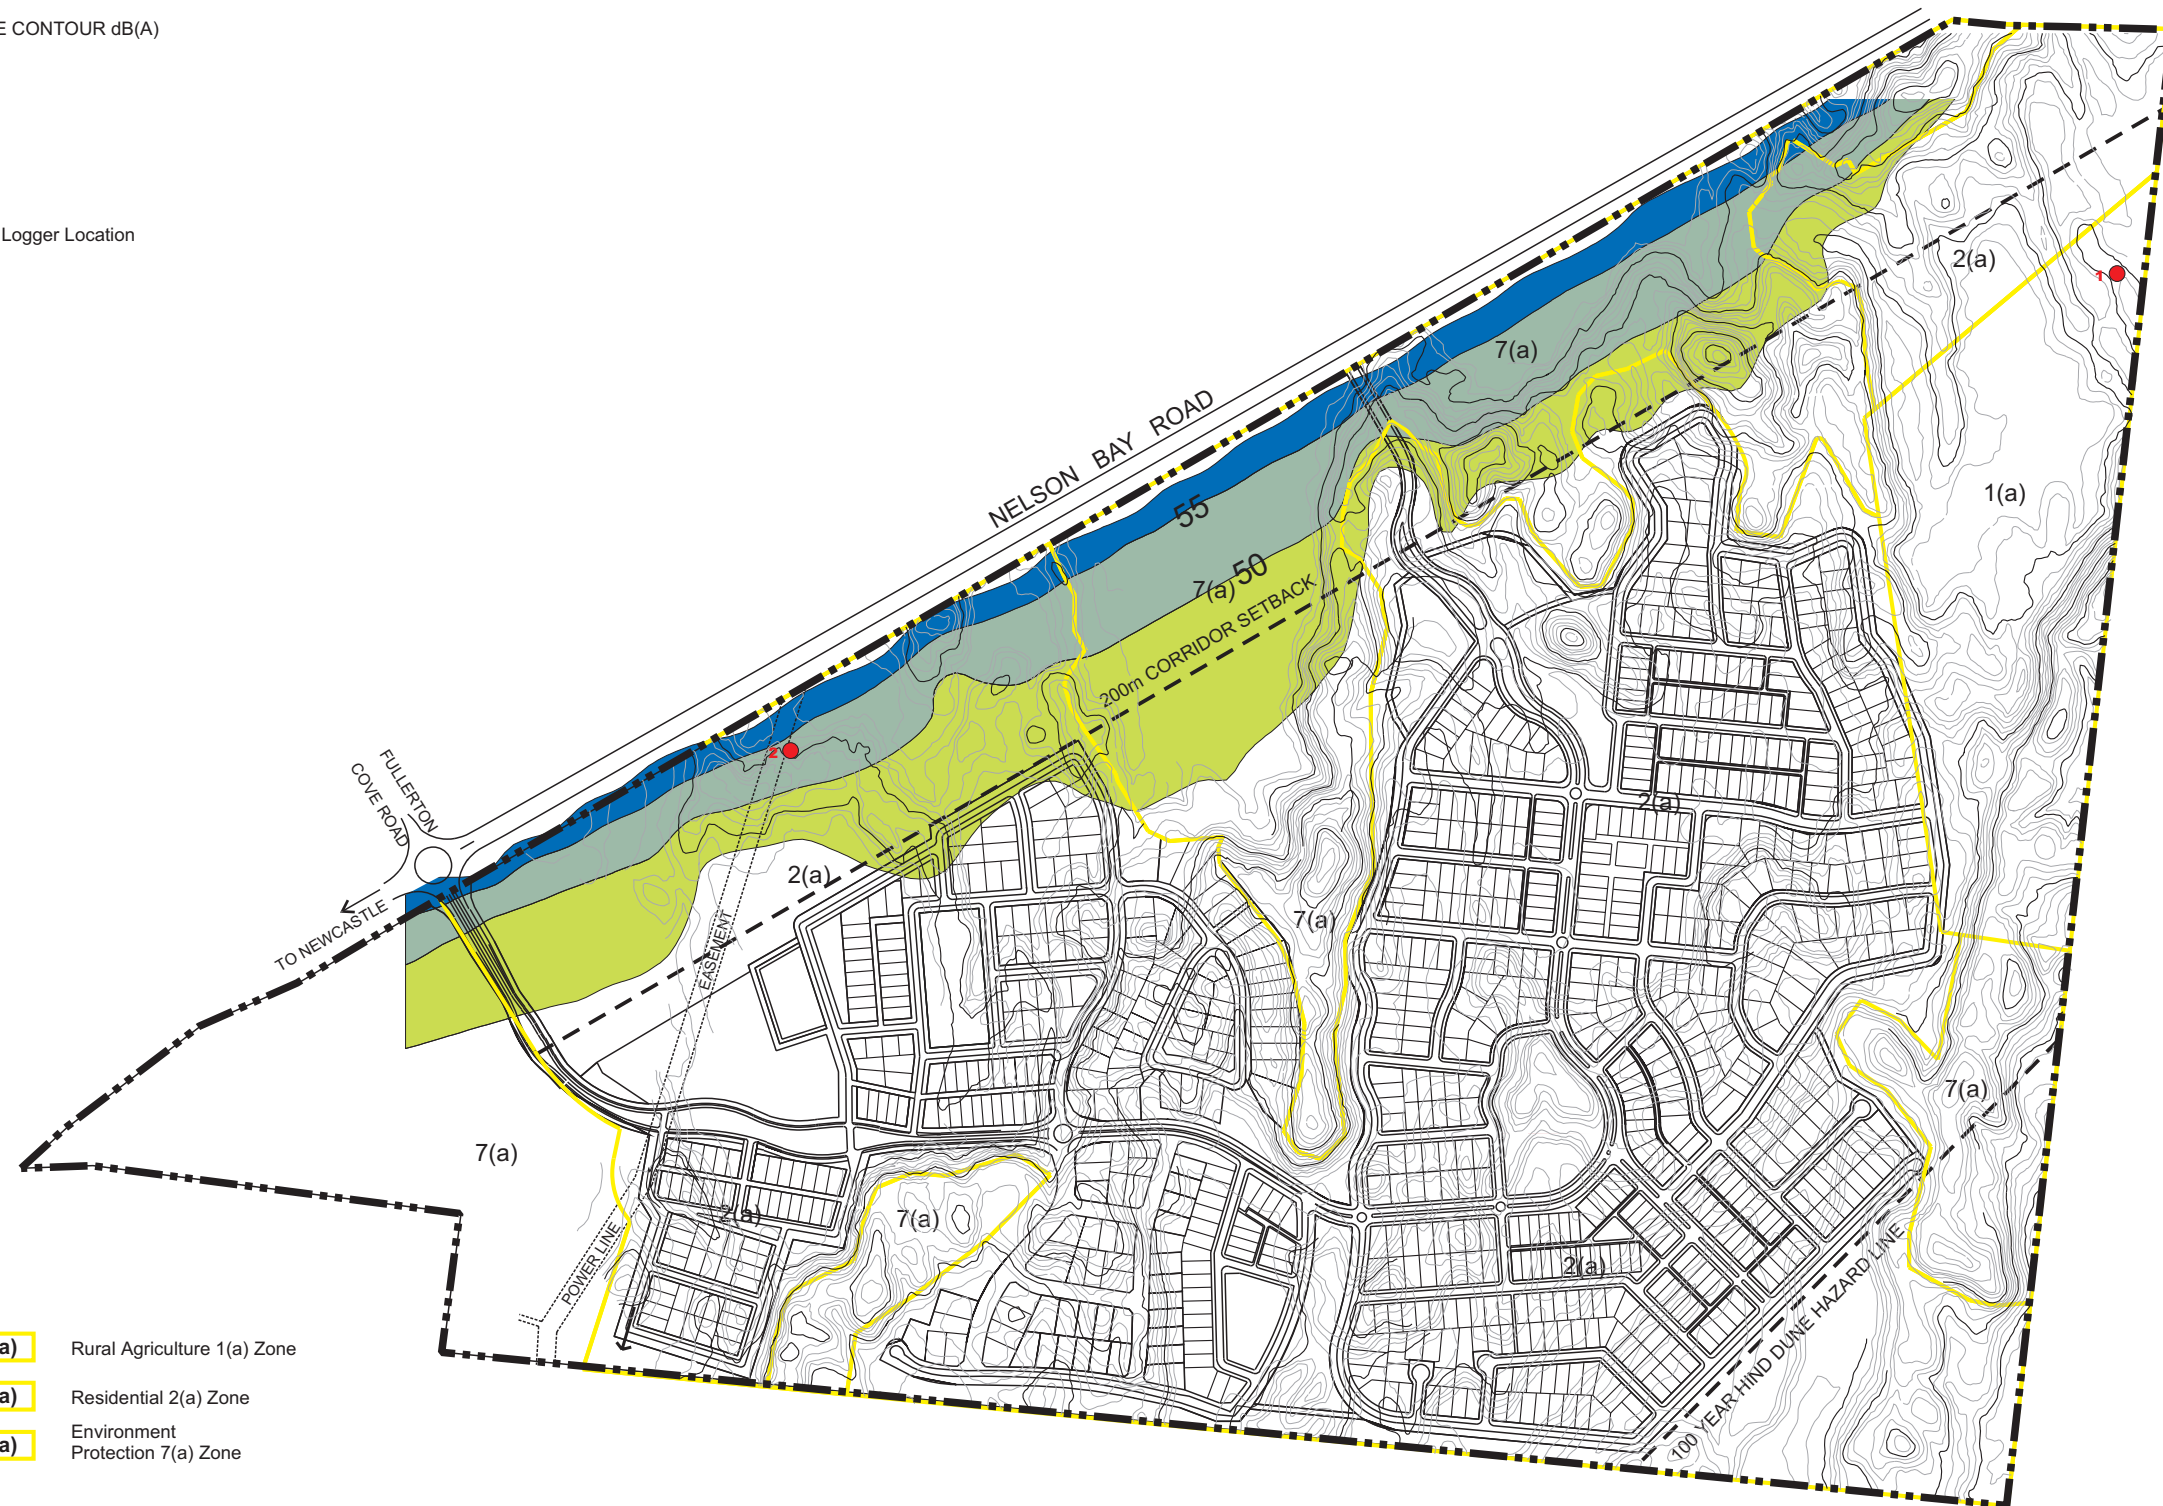 E CONTOUR dB(A)
Logger Location
2(a)
1
7(a)
NELSON BAY ROAD
1(a)
55
50
7(a)
200m CORRIDOR SETBACK
2
FULLERTON
COVE ROAD
2(a)
2(a)
TO NEWCASTLE
EASEMENT
7(a)
7(a)
7(a)
2(a)
7(a)
POWER LINE
2(a)
100 YEAR HIND DUNE HAZARD LINE
a) Rural Agriculture 1(a) Zone
a) Residential 2(a) Zone
a) Environment
Protection 7(a) Zone